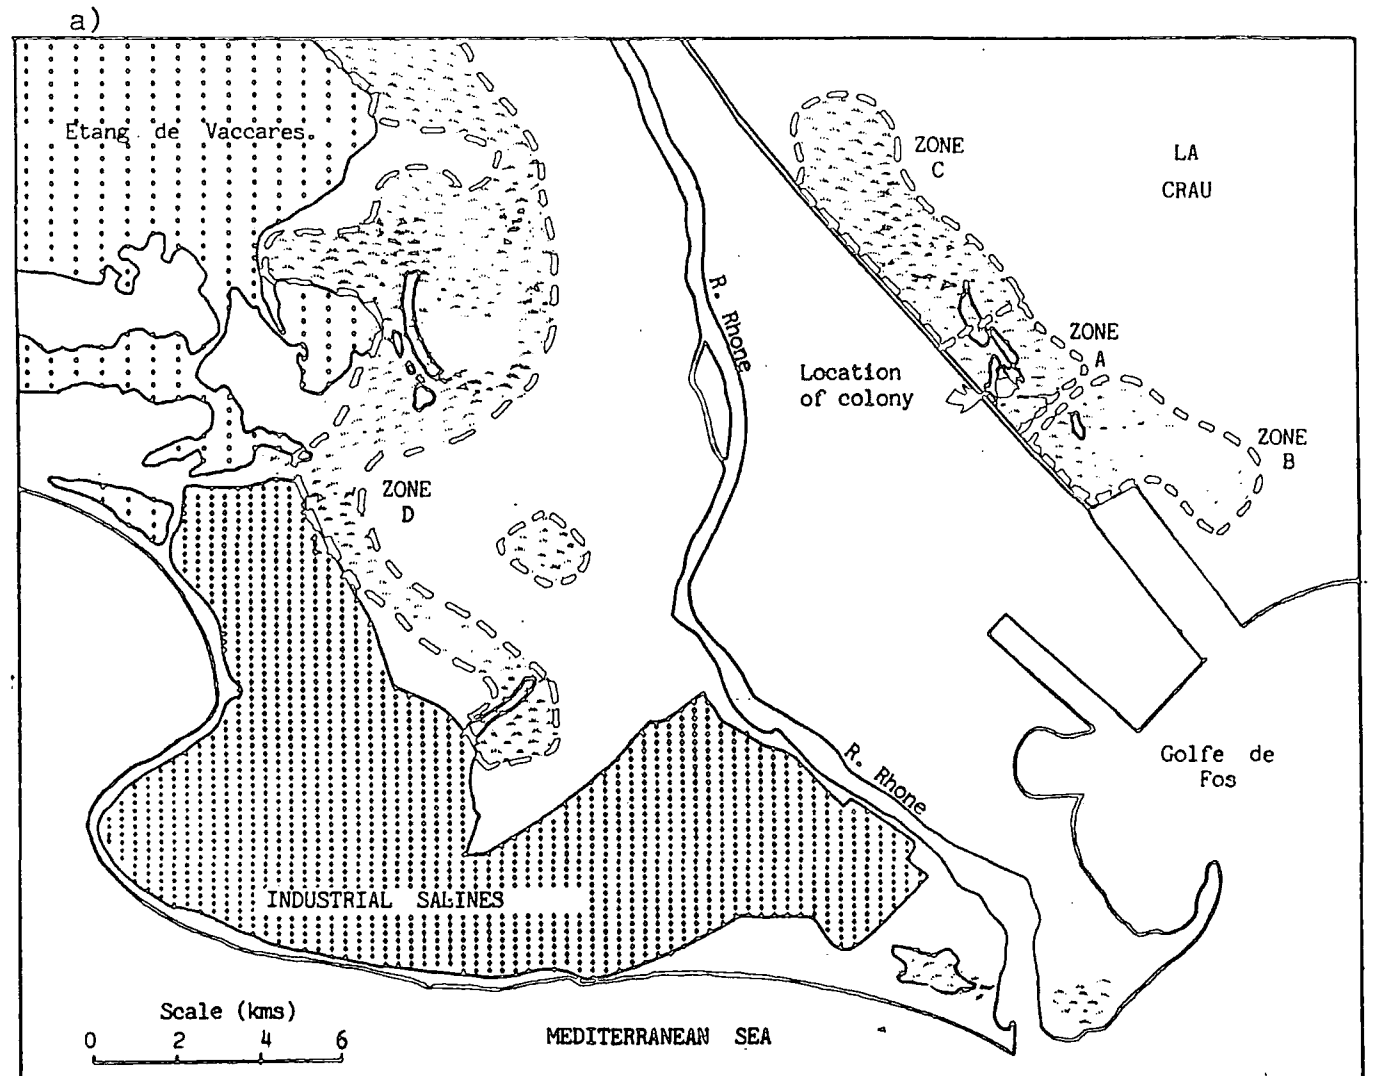 a)
Etang de Vaccares.
ZONE
C
LA
CRAU
R. Rhone
ZONE
A
Location
of colony
ZONE
B
ZONE
D
R. Rhone
Golfe de
Fos
INDUSTRIAL SALINES
Scale (kms)
0 2 4 6
MEDITERRANEAN SEA